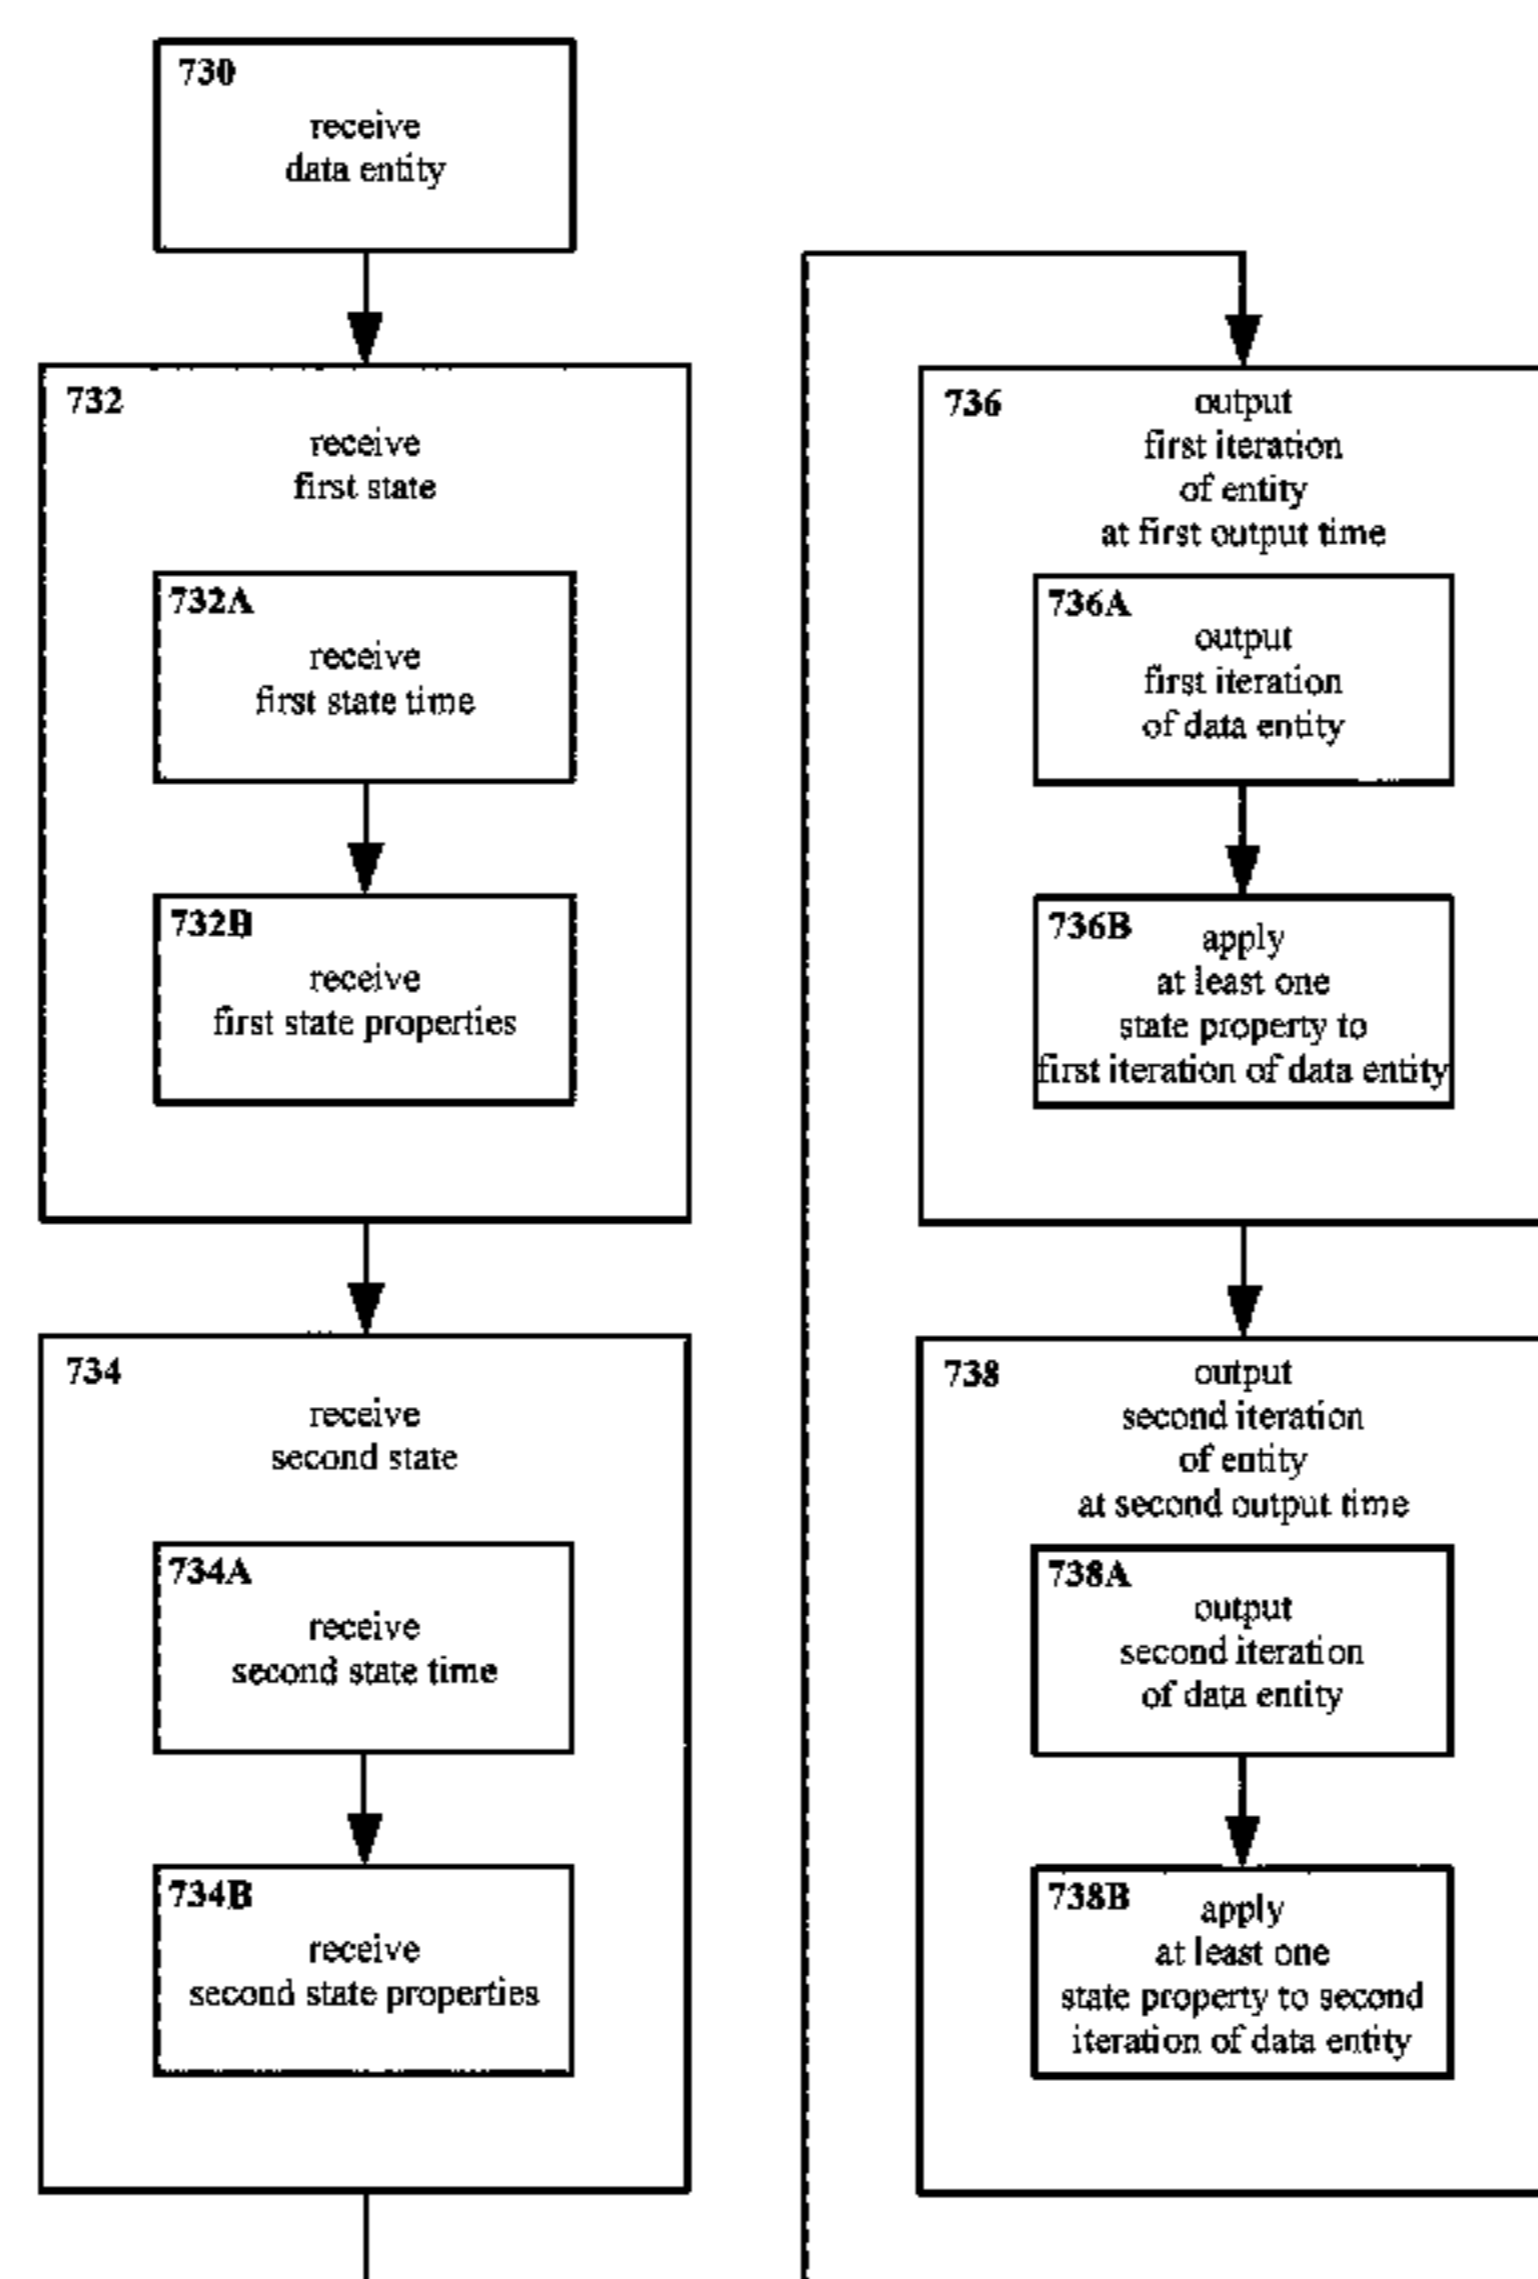 730
receive
data entity
732
receive
first state
732A
receive
first state time
732B
receive
first state properties
734
receive
second state
734A
receive
second state time
734B
receive
second state properties
736
output
first iteration
of entity
at first output time
736A
output
first iteration
of data entity
736B
apply
at least one
state property to
first iteration of data entity
738
output
second iteration
of entity
at second output time
738A
output
second iteration
of data entity
738B
apply
at least one
state property to second
iteration of data entity